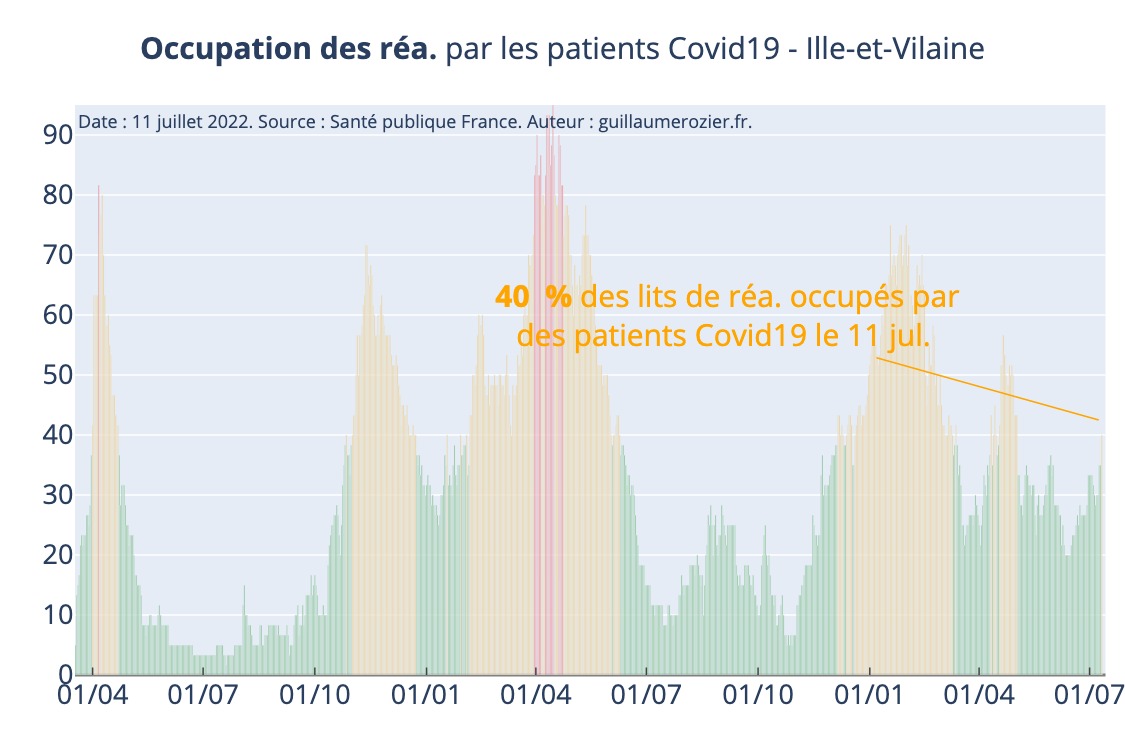 Occupation des réa. par les patients Covid19 - Ille-et-Vilaine
Date : 11 juillet 2022. Source : Santé publique France. Auteur : guillaumerozier.fr.
90
80
70
60
50
40
30
20
10
0
40 % des lits de réa. occupés par
des patients Covid19 le 11 jul.
01/04 01/07 01/10 01/01 01/04 01/07 01/10 01/01 01/04 01/07